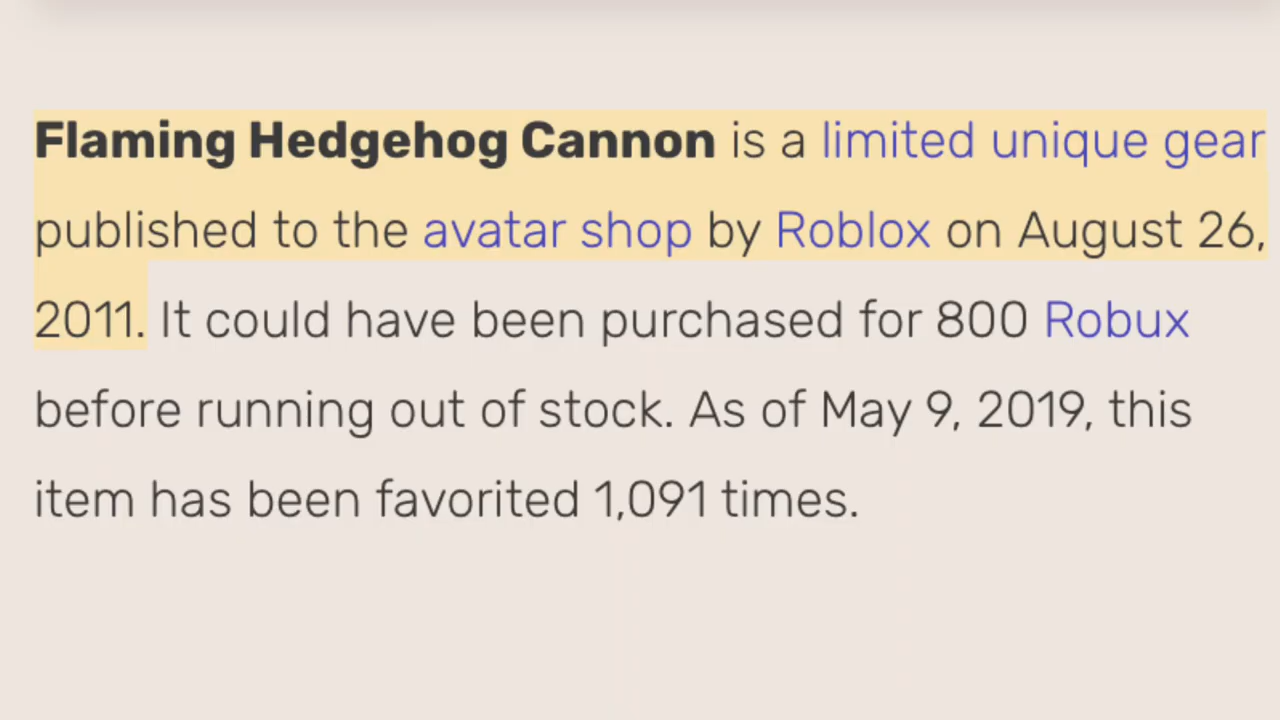 Flaming Hedgehog Cannon is a limited unique gear
published to the avatar shop by Roblox on August 26,
2011. It could have been purchased for 800 Robux
before running out of stock. As of May 9, 2019, this
item has been favorited 1,091 times.